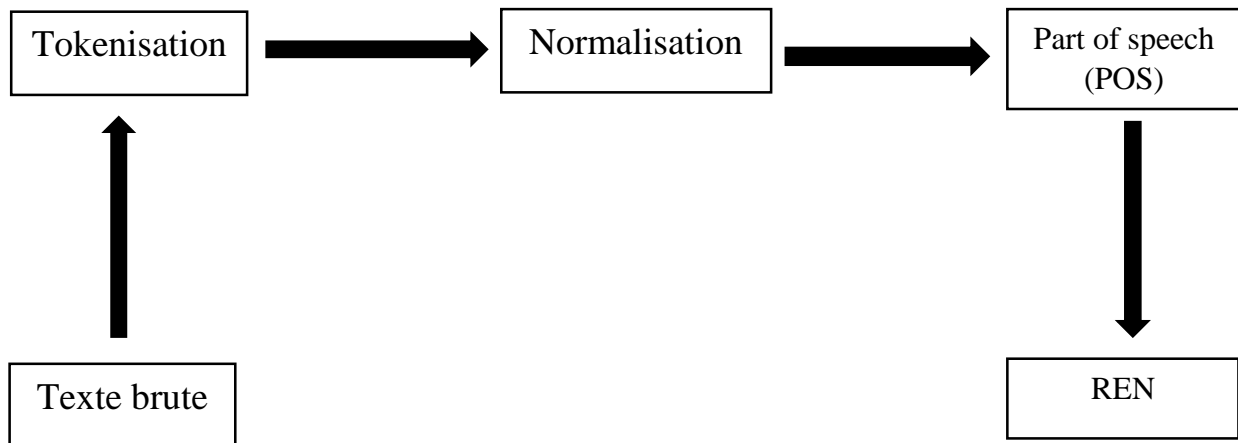 Tokenisation
Normalisation
Part of speech
(POS)
Texte brute
REN